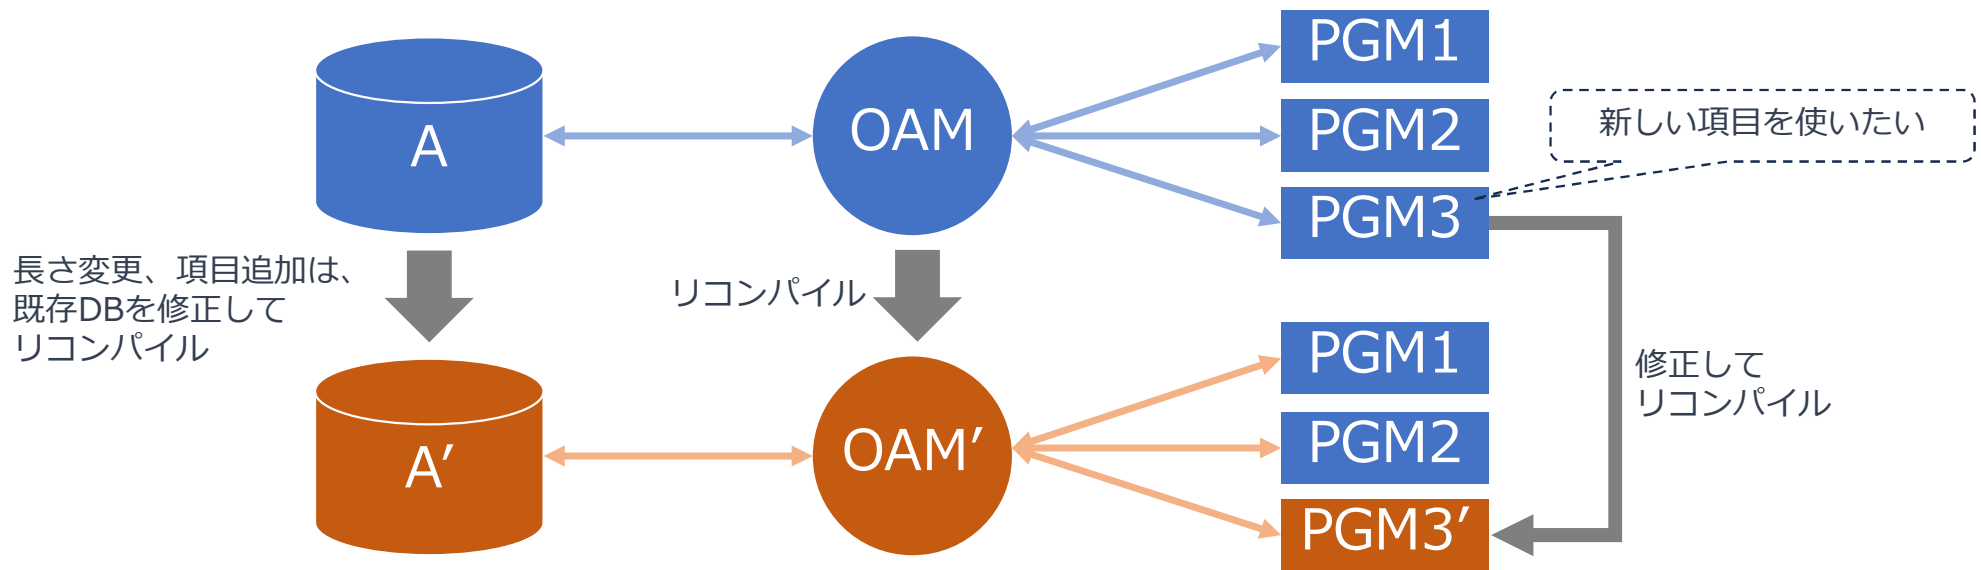 A
OAM
PGM1
PGM2
PGM3
新しい項目を使いたい
長さ変更、項目追加は、
既存DBを修正して
リコンパイル
リコンパイル
A′
OAM′
PGM1
PGM2
PGM3′
修正して
リコンパイル